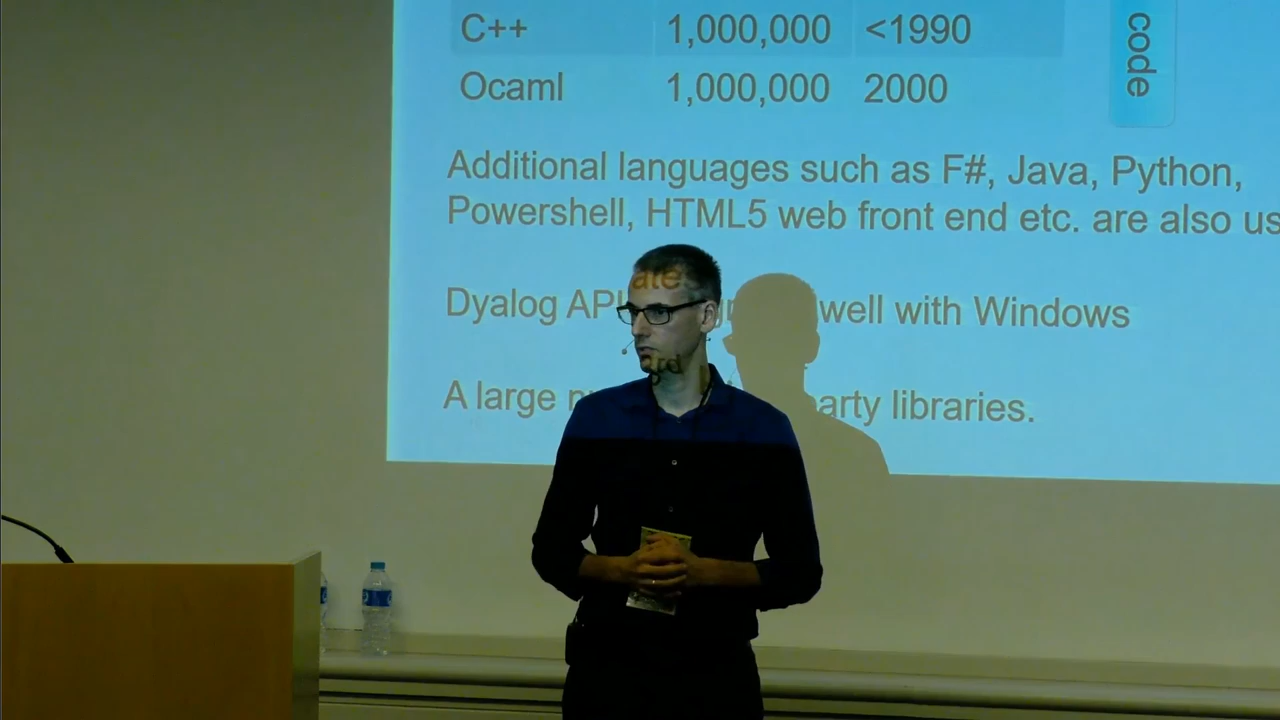 C++ 1,000,000 <1990
Ocaml 1,000,000 2000
code
Additional languages such as F#, Java, Python,
Powershell, HTML5 web front end etc. are also us
Dyalog APL well with Windows
A large arty libraries.